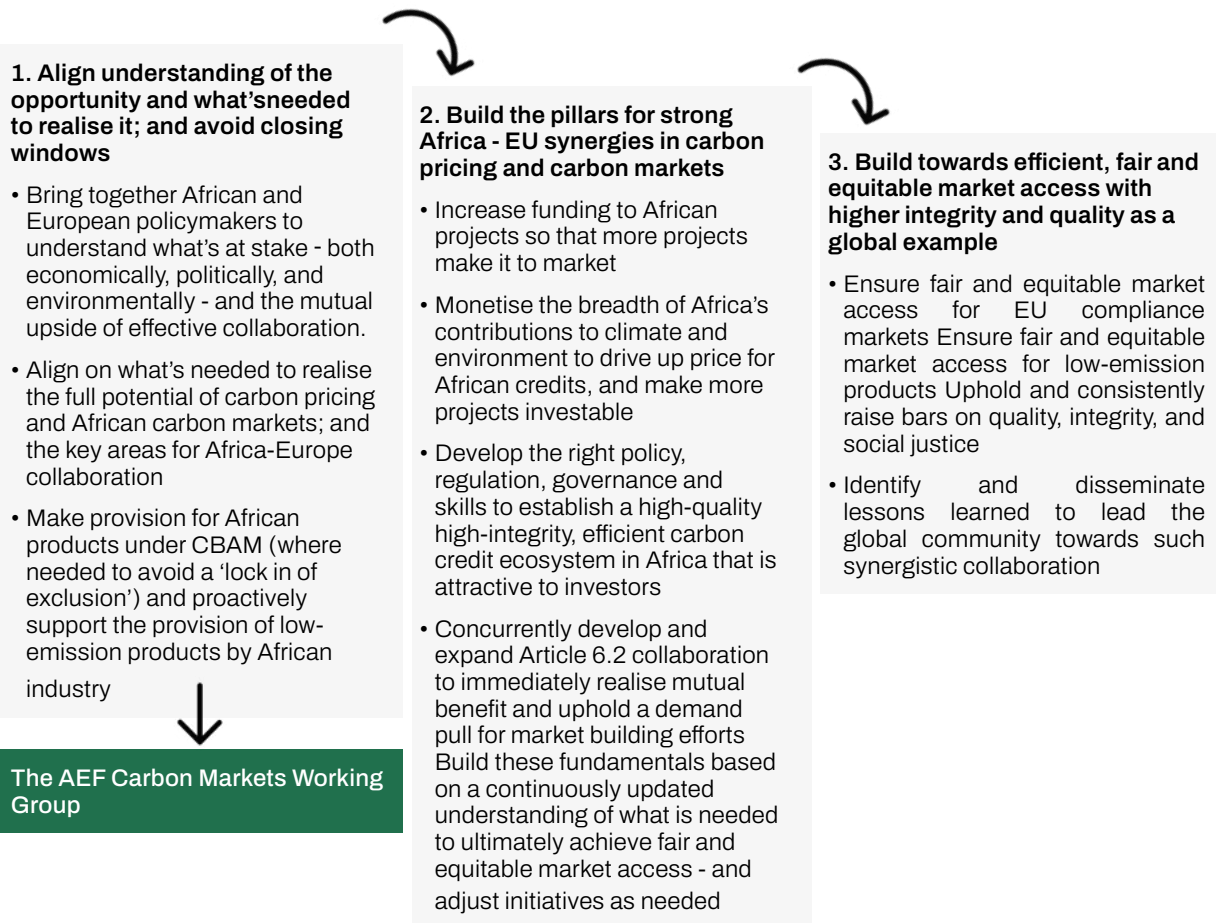 1. Align understanding of the
opportunity and what'sneeded
to realise it; and avoid closing
windows
• Bring together African and
European policymakers to
understand what's at stake - both
economically, politically, and
environmentally - and the mutual
upside of effective collaboration.
• Align on what's needed to realise
the full potential of carbon pricing
and African carbon markets; and
the key areas for Africa-Europe
collaboration
• Make provision for African
products under CBAM (where
needed to avoid a 'lock in of
exclusion') and proactively
support the provision of low-
emission products by African
industry
The AEF Carbon Markets Working
Group
2. Build the pillars for strong
Africa - EU synergies in carbon
pricing and carbon markets
• Increase funding to African
projects so that more projects
make it to market
• Monetise the breadth of Africa's
contributions to climate and
environment to drive up price for
African credits, and make more
projects investable
• Develop the right policy,
regulation, governance and
skills to establish a high-quality
high-integrity, efficient carbon
credit ecosystem in Africa that is
attractive to investors
• Concurrently develop and
expand Article 6.2 collaboration
to immediately realise mutual
benefit and uphold a demand
pull for market building efforts
Build these fundamentals based
on a continuously updated
understanding of what is needed
to ultimately achieve fair and
equitable market access - and
adjust initiatives as needed
3. Build towards efficient, fair and
equitable market access with
higher integrity and quality as a
global example
• Ensure fair and equitable market
access for EU compliance
markets Ensure fair and equitable
market access for low-emission
products Uphold and consistently
raise bars on quality, integrity, and
social justice
• Identify and disseminate
lessons learned to lead the
global community towards such
synergistic collaboration